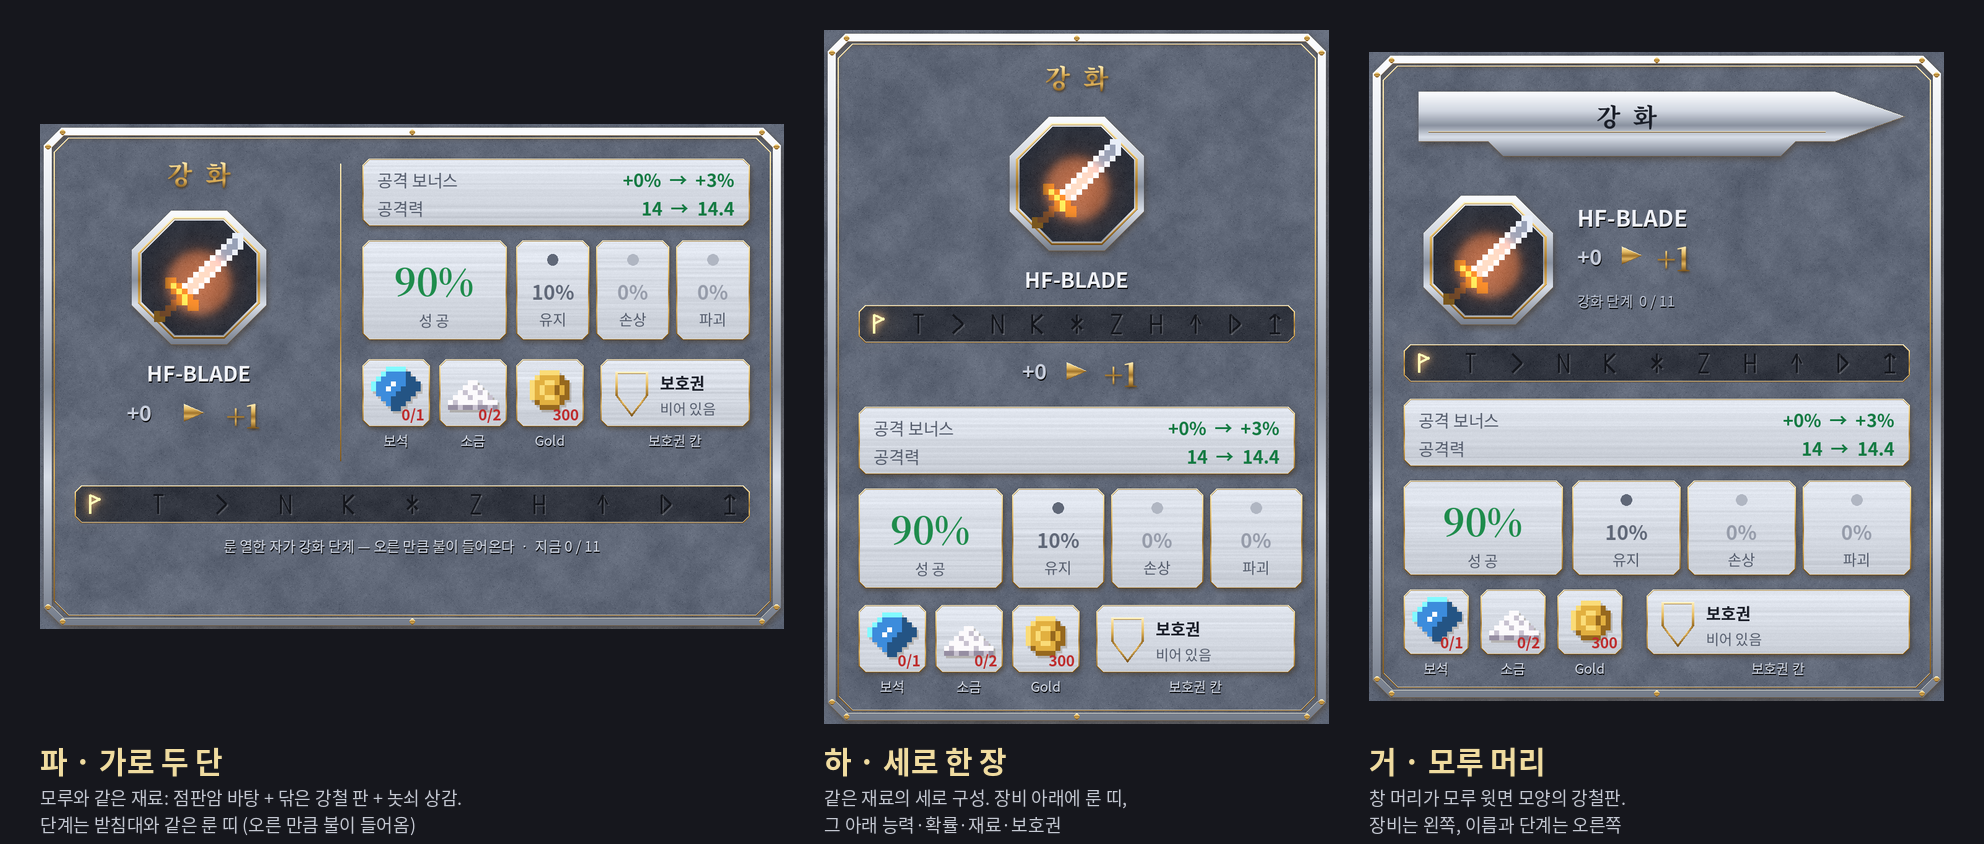 강 화
HF-BLADE
+0 ▶ +1
공격 보너스 +0% → +3%
공격력 14 → 14.4
90%
성 공
10%
유지
0%
손상
0%
파괴
0/1
보석
0/2
소금
300
Gold
보호권
비어 있음
보호권 칸
ᚹ T > N K ᛡ Z H ↑ ᐅ ↥
룬 열한 자가 강화 단계 — 오른 만큼 불이 들어온다 · 지금 0 / 11
파 · 가로 두 단
모루와 같은 재료: 점판암 바탕 + 닦은 강철 판 + 놋쇠 상감.
단계는 받침대와 같은 룬 띠 (오른 만큼 불이 들어옴)
강 화
HF-BLADE
ᚹ T > N K ᛡ Z H ↑ ᐅ ↥
+0 ▶ +1
공격 보너스 +0% → +3%
공격력 14 → 14.4
90%
성 공
10%
유지
0%
손상
0%
파괴
0/1
보석
0/2
소금
300
Gold
보호권
비어 있음
보호권 칸
하 · 세로 한 장
같은 재료의 세로 구성. 장비 아래에 룬 띠,
그 아래 능력·확률·재료·보호권
강 화
HF-BLADE
+0 ▶ +1
강화 단계 0 / 11
ᚹ T > N K ᛡ Z H ↑ ᐅ ↥
공격 보너스 +0% → +3%
공격력 14 → 14.4
90%
성 공
10%
유지
0%
손상
0%
파괴
0/1
보석
0/2
소금
300
Gold
보호권
비어 있음
보호권 칸
거 · 모루 머리
창 머리가 모루 윗면 모양의 강철판.
장비는 왼쪽, 이름과 단계는 오른쪽